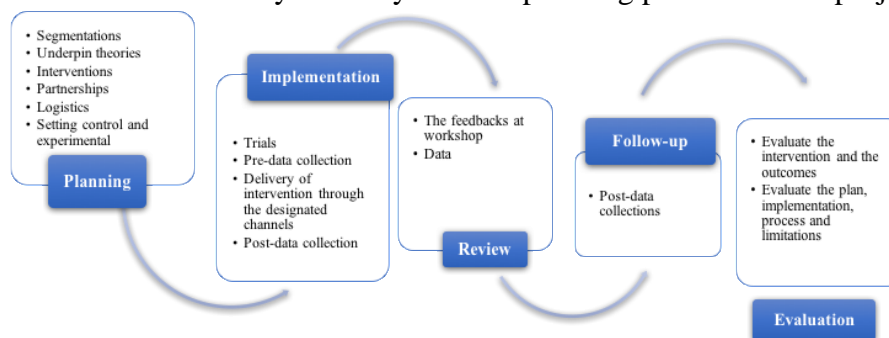 • Segmentations
• Underpin theories
• Interventions
• Partnerships
• Logistics
• Setting control and
experimental
Planning
Implementation
• Trials
• Pre-data collection
• Delivery of
intervention through
the designated
channels
• Post-data collection
• The feedbacks at
workshop
• Data
Review
Follow-up
• Post-data
collections
• Evaluate the
intervention and the
outcomes
• Evaluate the plan,
implementation,
process and
limitations
Evaluation